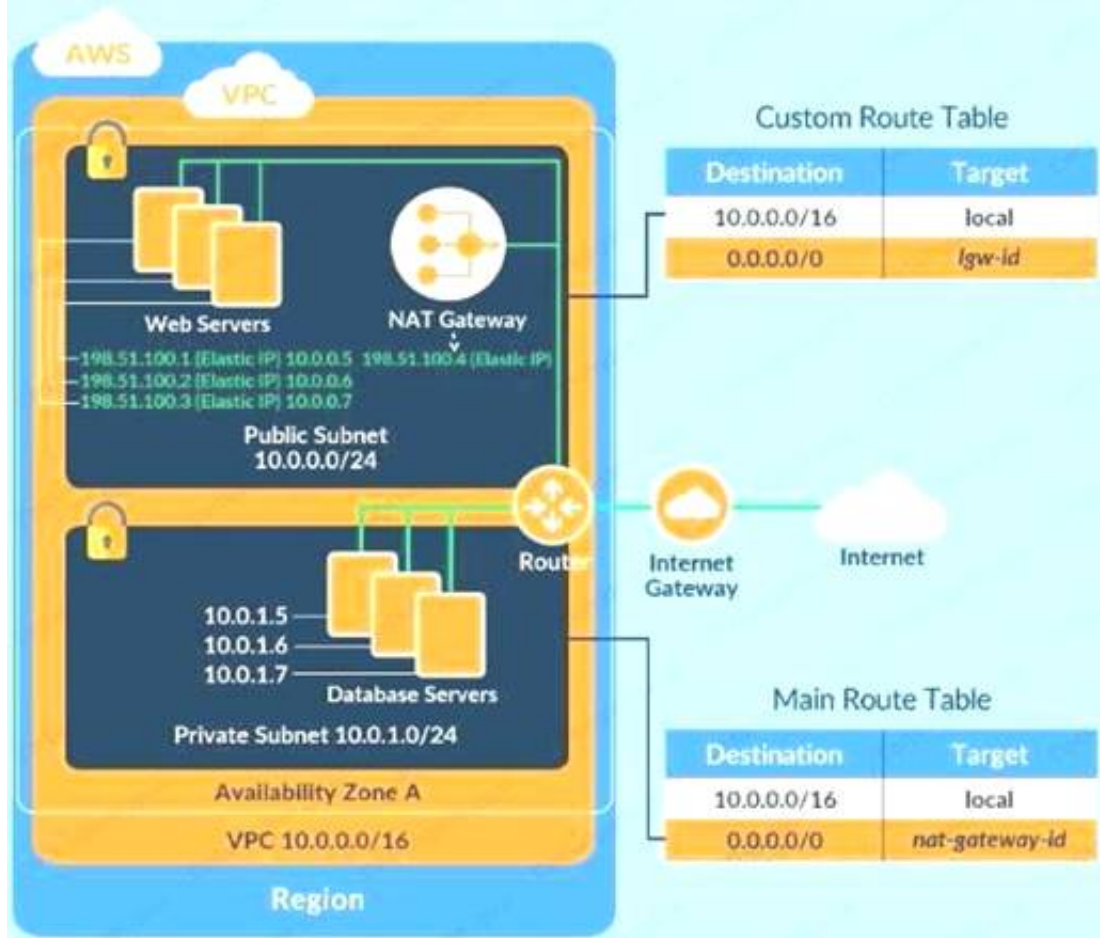 AWS
VPC
Web Servers
NAT Gateway
198.51.100.1 (Elastic IP) 10.0.0.5 198.51.100.4 (Elastic IP)
198.51.100.2 (Elastic IP) 10.0.0.6
198.51.100.3 (Elastic IP) 10.0.0.7
Public Subnet
10.0.0.0/24
10.0.1.5
10.0.1.6
10.0.1.7
Database Servers
Private Subnet 10.0.1.0/24
Availability Zone A
VPC 10.0.0.0/16
Region
Router
Internet
Gateway
Internet
Custom Route Table
Destination Target
10.0.0.0/16 local
0.0.0.0/0 lgw-id
Main Route Table
Destination Target
10.0.0.0/16 local
0.0.0.0/0 nat-gateway-id